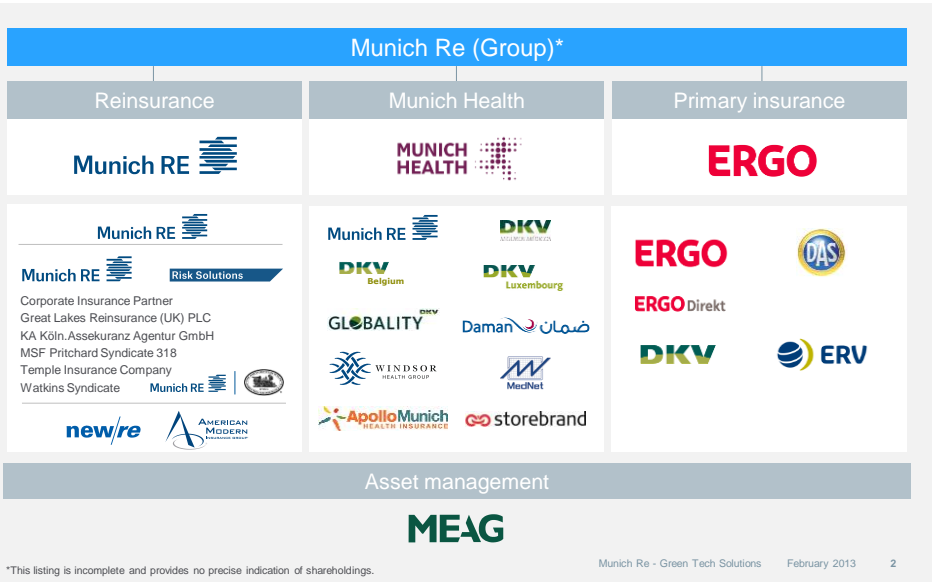 Munich Re (Group)*
Reinsurance
Munich RE
Munich RE
Munich RE
Risk Solutions
Corporate Insurance Partner
Great Lakes Reinsurance (UK) PLC
KA Köln.Assekuranz Agentur GmbH
MSF Pritchard Syndicate 318
Temple Insurance Company
Watkins Syndicate
Munich RE
new/re
AMERICAN
MODERN
INSURANCE GROUP
Munich Health
MUNICH
HEALTH
Munich RE
DKV
DKV
Belgium
DKV
Luxembourg
GLOBALITY DKV
Daman ضمان
WINDSOR
HEALTH GROUP
MedNet
ApolloMunich
HEALTH INSURANCE
storebrand
Primary insurance
ERGO
ERGO
DAS
ERGO Direkt
DKV
ERV
Asset management
MEAG
*This listing is incomplete and provides no precise indication of shareholdings.
Munich Re - Green Tech Solutions February 2013 2